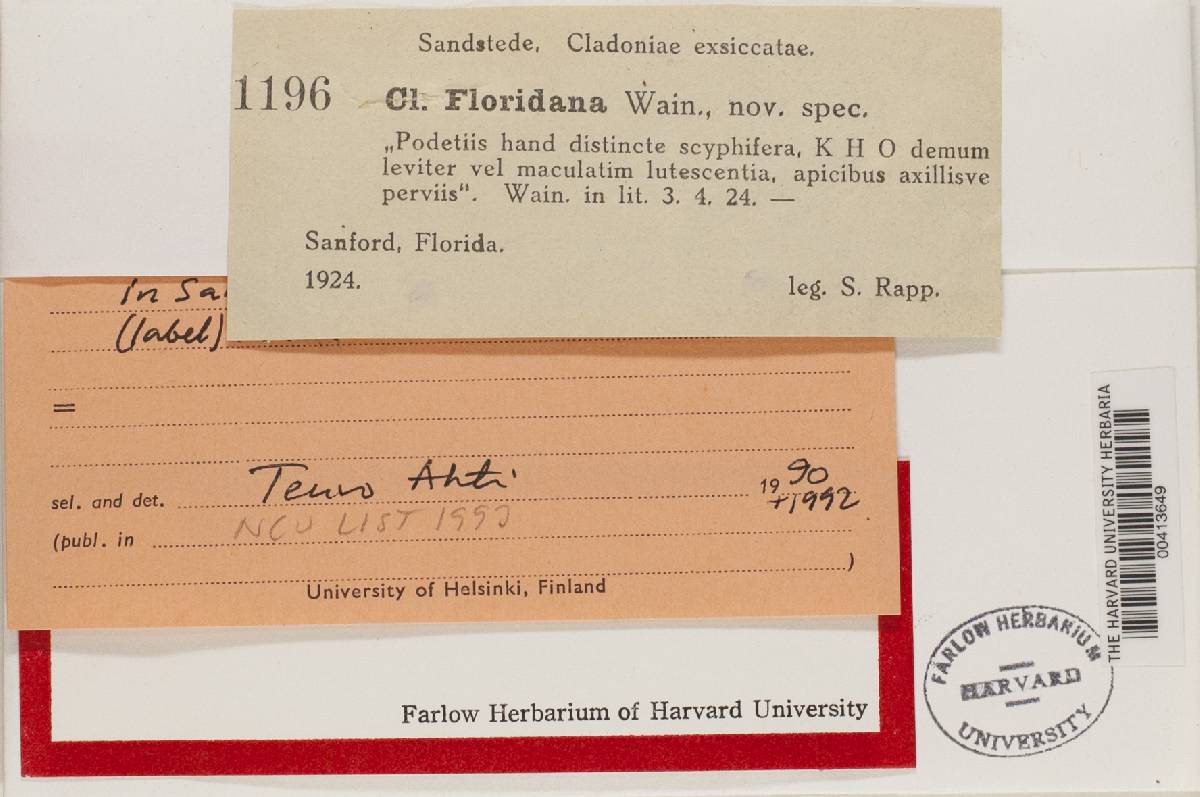 Sandstede, Cladoniae exsiccatae.
1196 Cl. Floridana Wain., nov. spec.
„Podetiis hand distincte scyphifera, K H O demum
leviter vel maculatim lutescentia, apicibus axillisve
perviis". Wain. in lit. 3. 4. 24. —
Sanford, Florida.
1924. leg. S. Rapp.
in Sa
(label)
=
sel. and det. Teuvo Ahti 1990
+1992
(publ. in NCU LIST 1993
)
University of Helsinki, Finland
Farlow Herbarium of Harvard University
THE HARVARD UNIVERSITY HERBARIA
00413649
FARLOW HERBARIUM
HARVARD
UNIVERSITY